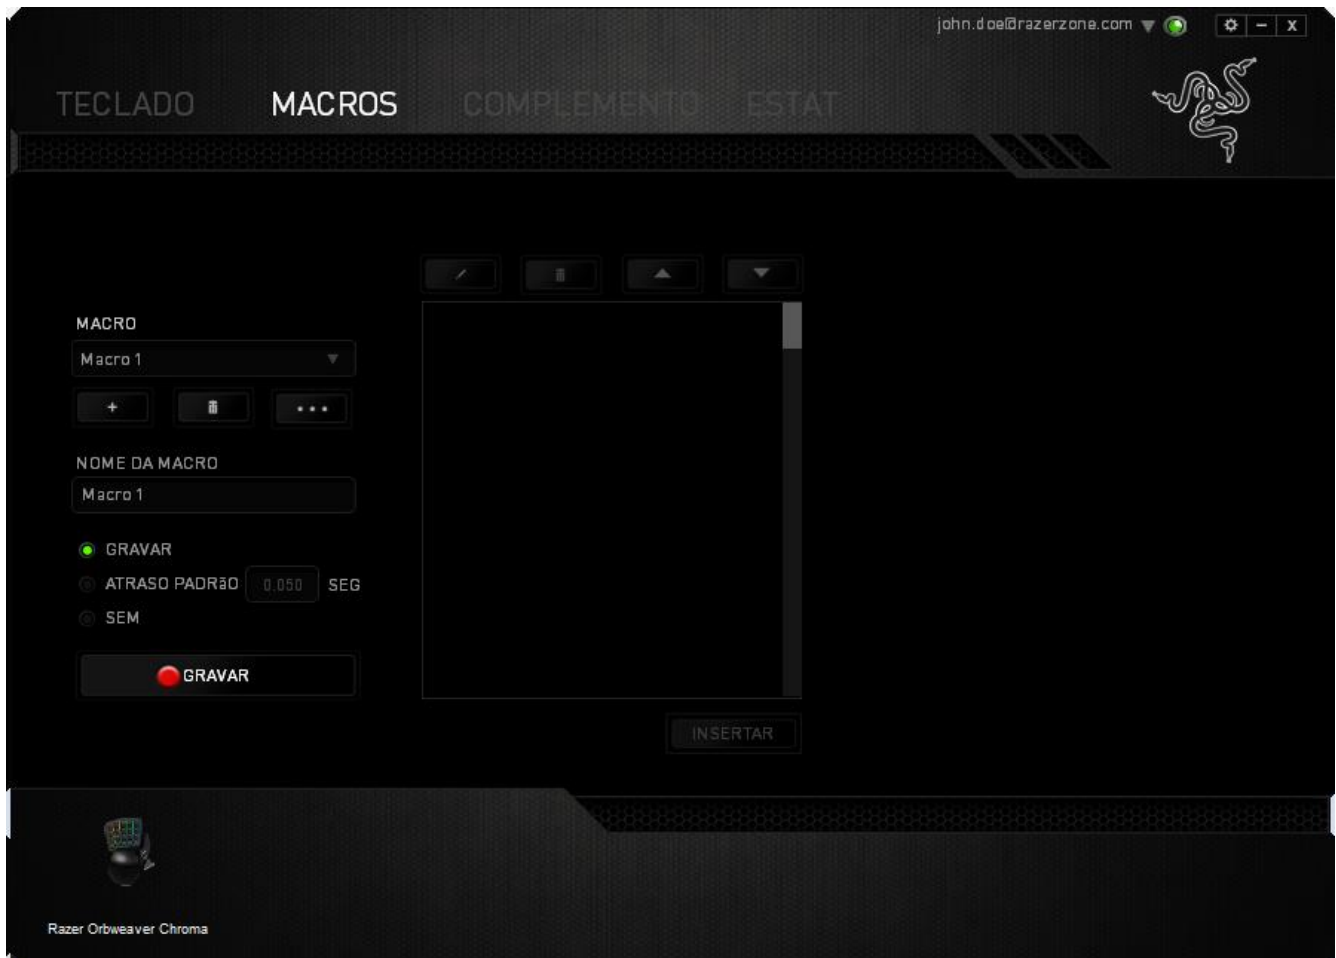 john.doe@razerzone.com
x
TECLADO MACROS COMPLEMENTO ESTAT
MACRO
Macro 1
NOME DA MACRO
Macro 1
GRAVAR
ATRASO PADRãO 0.050 SEG
SEM
GRAVAR
INSERTAR
Razer Orbweaver Chroma